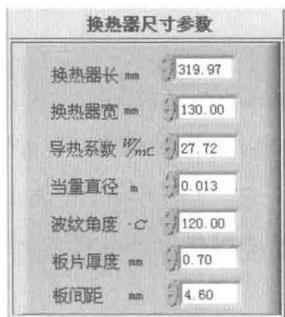 换热器尺寸参数
换热器长 mm 319.97
换热器宽 mm 130.00
导热系数 W/mC 27.72
当量直径 m 0.013
波纹角度 ·C 120.00
板片厚度 mm 0.70
板间距 mm 4.60